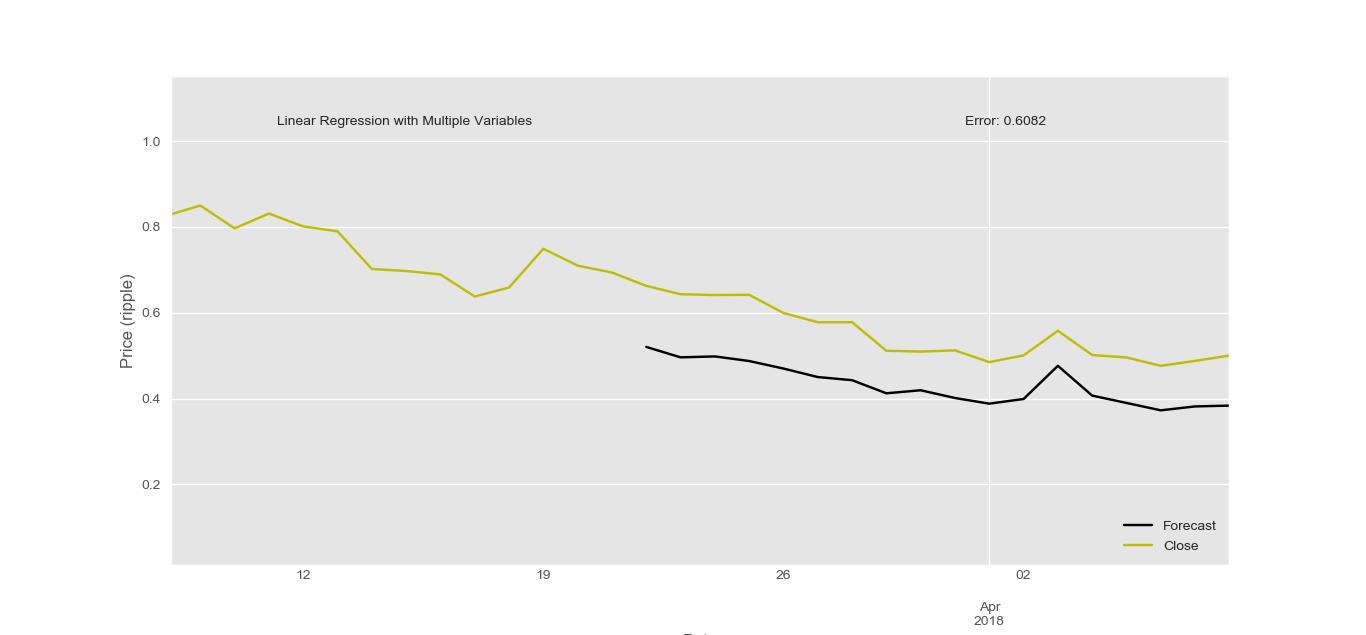 Linear Regression with Multiple Variables
Error: 0.6082
1.0
0.8
0.6
0.4
0.2
Price (ripple)
Forecast
Close
12
19
26
02
Apr
2018